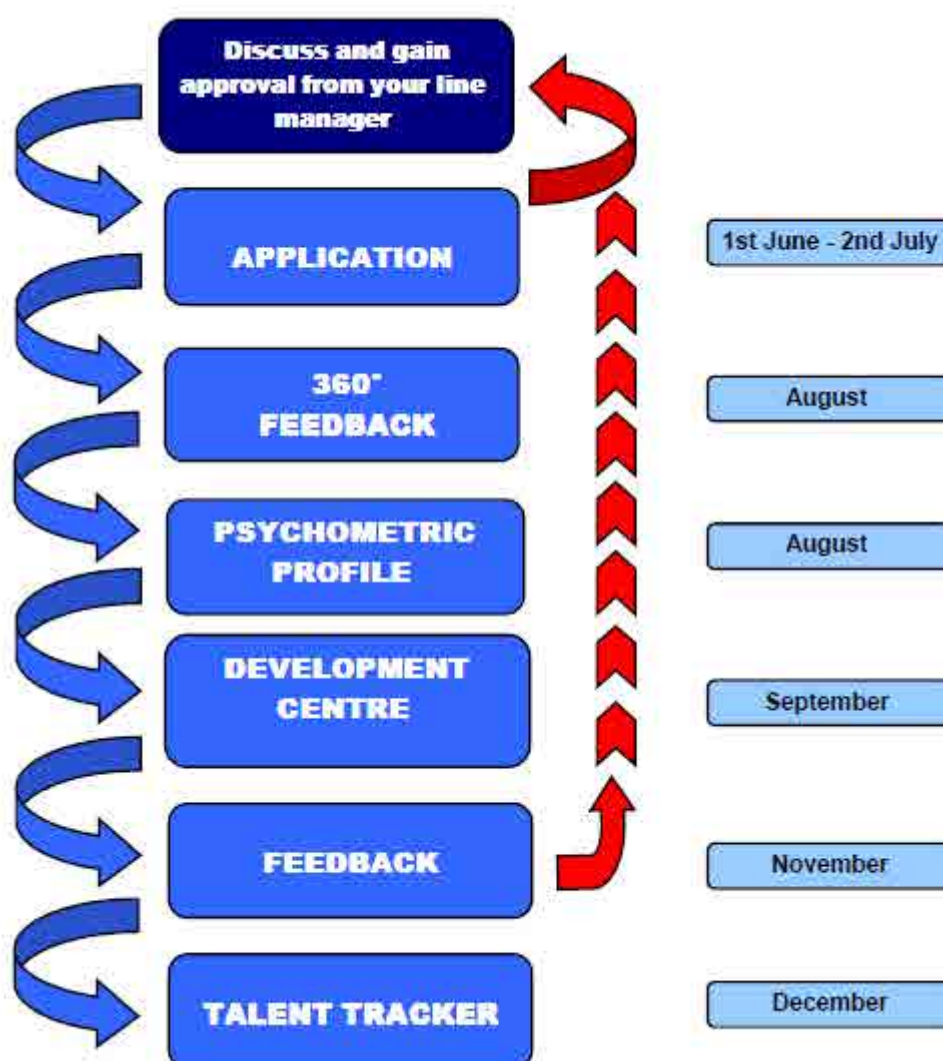 Discuss and gain
approval from your line
manager
APPLICATION
1st June - 2nd July
360°
FEEDBACK
August
PSYCHOMETRIC
PROFILE
August
DEVELOPMENT
CENTRE
September
FEEDBACK
November
TALENT TRACKER
December